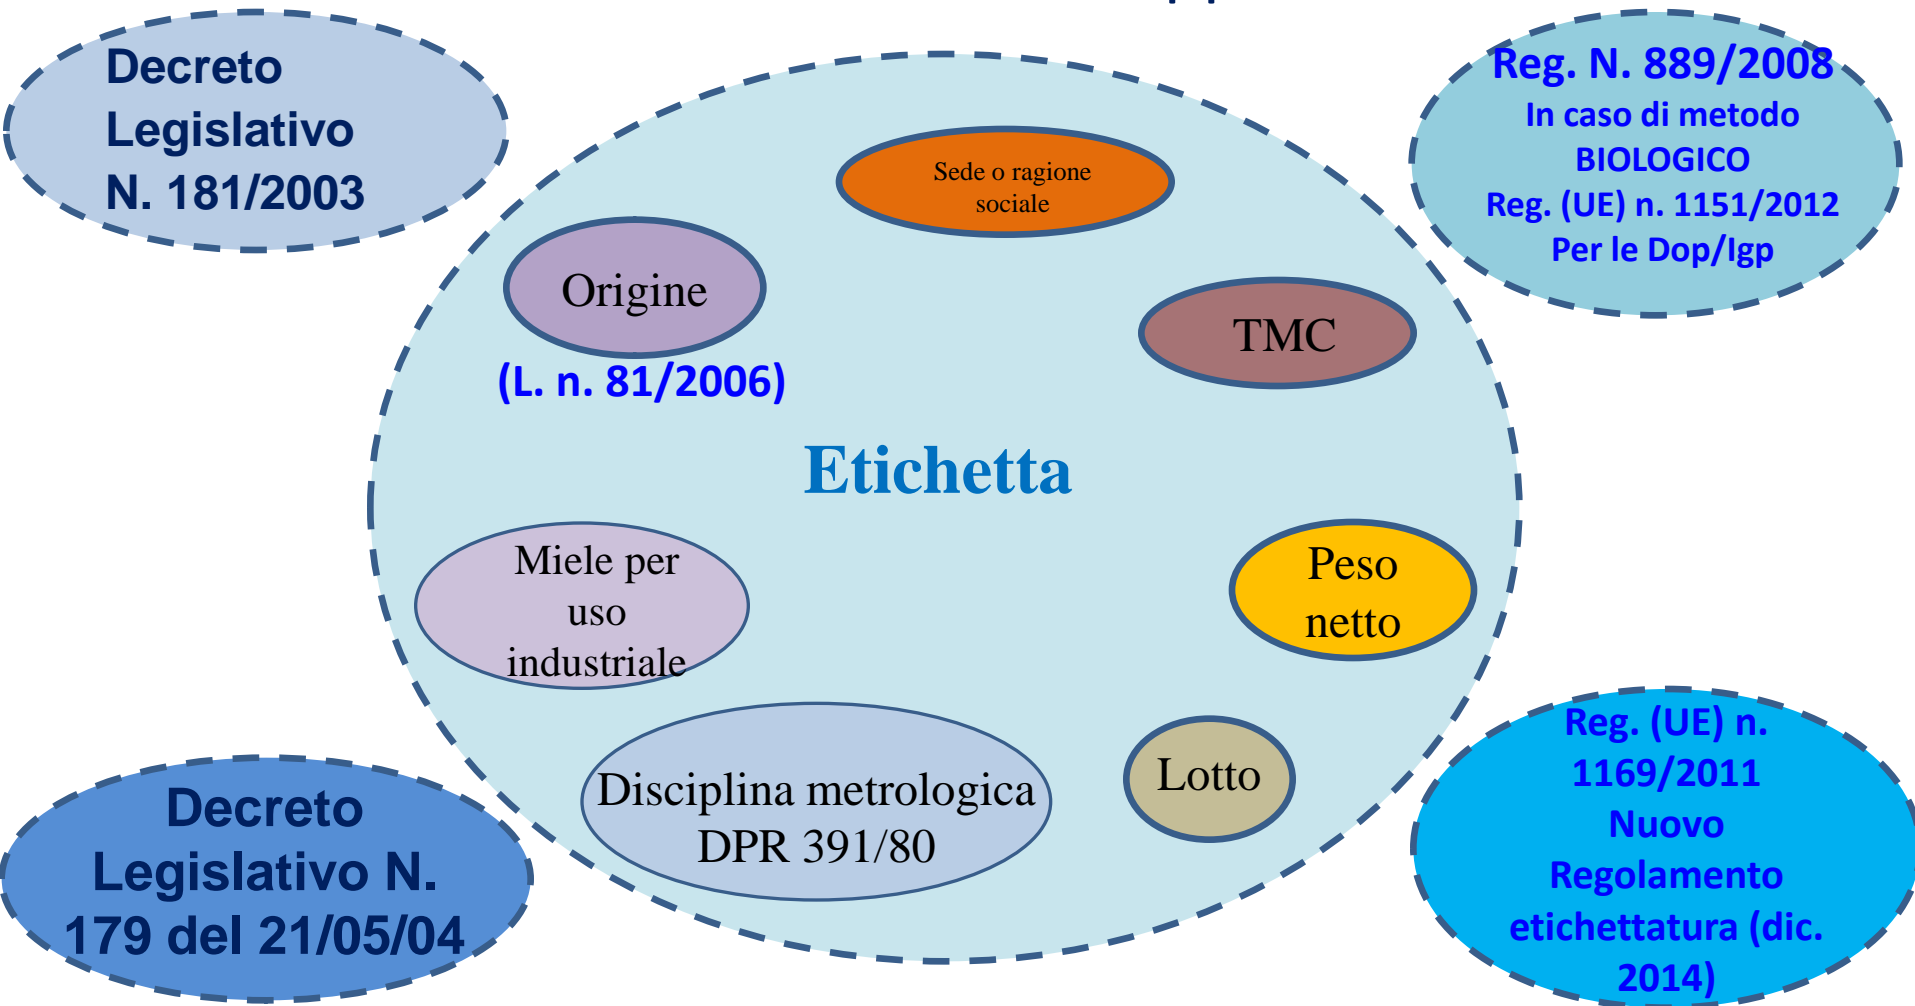 Decreto
Legislativo
N. 181/2003
Reg. N. 889/2008
In caso di metodo
BIOLOGICO
Reg. (UE) n. 1151/2012
Per le Dop/Igp
Sede o ragione
sociale
Origine
(L. n. 81/2006)
TMC
Etichetta
Miele per
uso
industriale
Peso
netto
Disciplina metrologica
DPR 391/80
Lotto
Decreto
Legislativo N.
179 del 21/05/04
Reg. (UE) n.
1169/2011
Nuovo
Regolamento
etichettatura (dic.
2014)